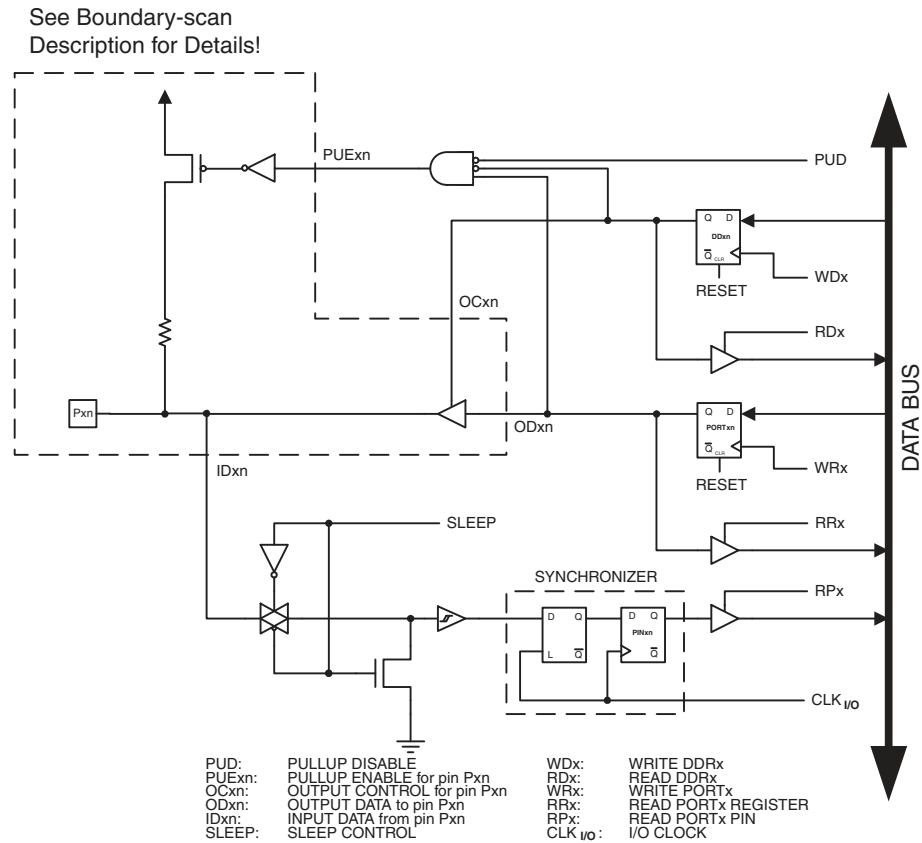 See Boundary-scan
Description for Details!
PUExn
PUD
Q D
DDxn
Q CLR
RESET
WDx
OCxn
RDx
Pxn
ODxn
Q D
PORTxn
Q CLR
RESET
WRx
DATA BUS
IDxn
SLEEP
RRx
SYNCHRONIZER
RPx
D Q
L Q
D Q
PINxn
Q
CLK I/O
PUD: PULLUP DISABLE
PUExn: PULLUP ENABLE for pin Pxn
OCxn: OUTPUT CONTROL for pin Pxn
ODxn: OUTPUT DATA to pin Pxn
IDxn: INPUT DATA from pin Pxn
SLEEP: SLEEP CONTROL
WDx: WRITE DDRx
RDx: READ DDRx
WRx: WRITE PORTx
RRx: READ PORTx REGISTER
RPx: READ PORTx PIN
CLK I/O : I/O CLOCK